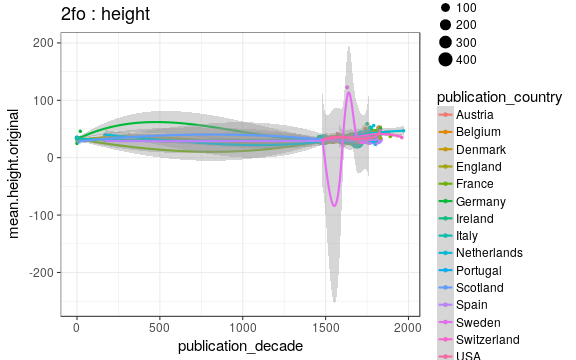 2fo : height
mean.height.original
200
100
0
-100
-200
0
500
1000
1500
2000
publication_decade
100
200
300
400
publication_country
Austria
Belgium
Denmark
England
France
Germany
Ireland
Italy
Netherlands
Portugal
Scotland
Spain
Sweden
Switzerland
USA